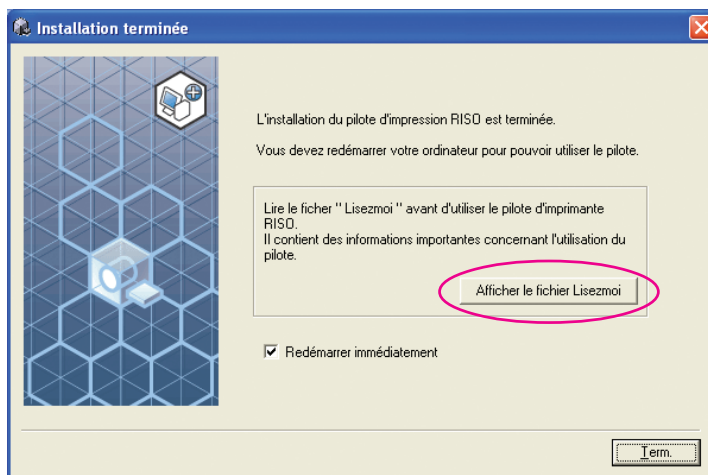 Installation terminée
L'installation du pilote d'impression RISO est terminée.
Vous devez redémarrer votre ordinateur pour pouvoir utiliser le pilote.
Lire le ficher " Lisezmoi " avant d'utiliser le pilote d'imprimante
RISO.
Il contient des informations importantes concernant l'utilisation du
pilote.
Afficher le fichier Lisezmoi
Redémarrer immédiatement
Term.